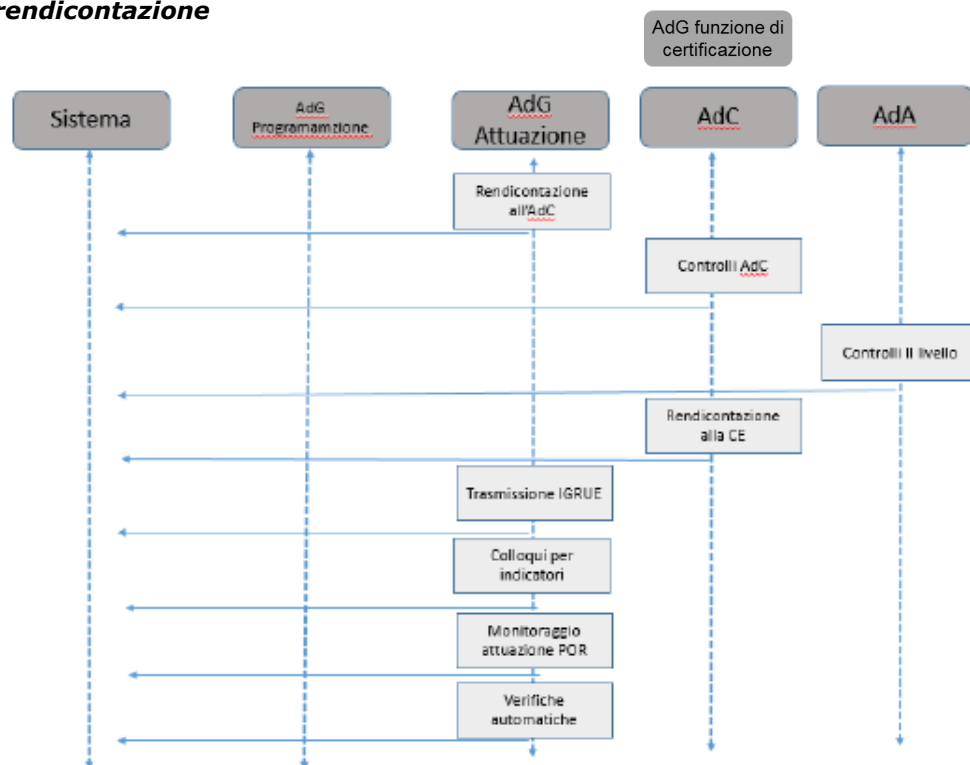 rendicontazione
AdG funzione di
certificazione
Sistema
AdG
Programamzione
AdG
Attuazione
AdC
AdA
Rendicontazione
all'AdC
Controlli AdC
Controlli II livello
Rendicontazione
alla CE
Trasmissione IGRUE
Colloqui per
indicatori
Monitoraggio
attuazione POR
Verifiche
automatiche